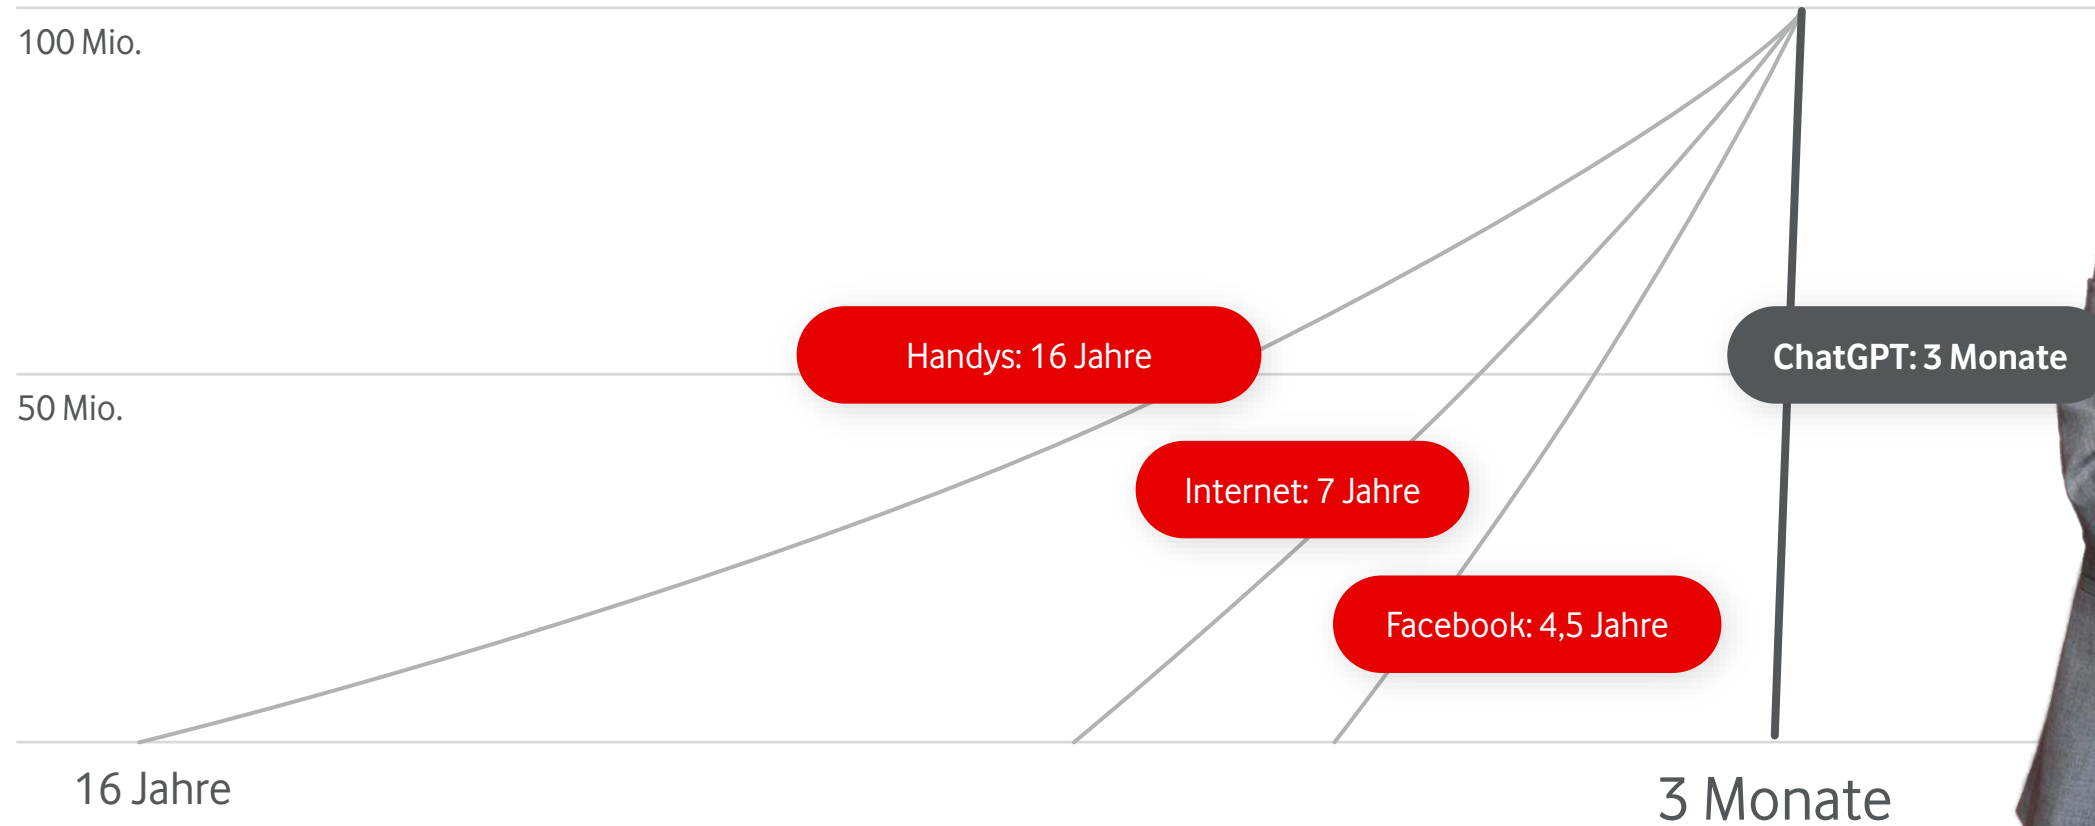 100 Mio.
Handys: 16 Jahre
ChatGPT: 3 Monate
50 Mio.
Internet: 7 Jahre
Facebook: 4,5 Jahre
16 Jahre
3 Monate